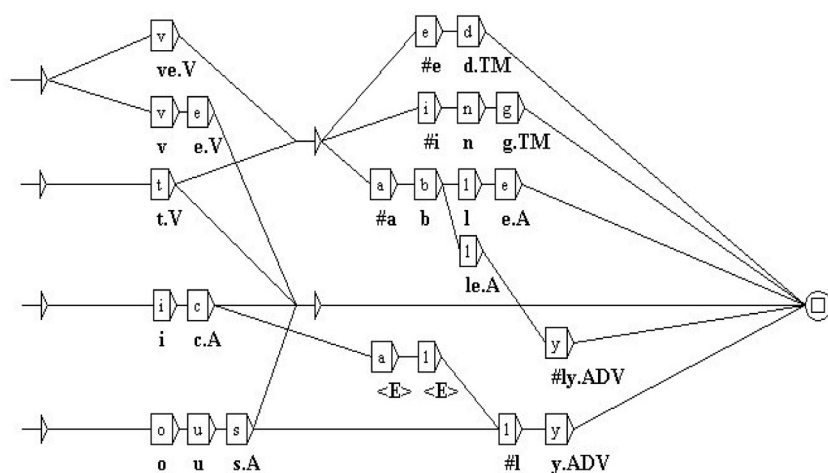 v e d
ve.V #e d.TM
v e i n g
v e.V #i n g.TM
t a b l e
t.V #a b l e.A
l
le.A
i c
i c.A
y
a l #ly.ADV
<E> <E>
o u s l y
o u s.A #l y.ADV